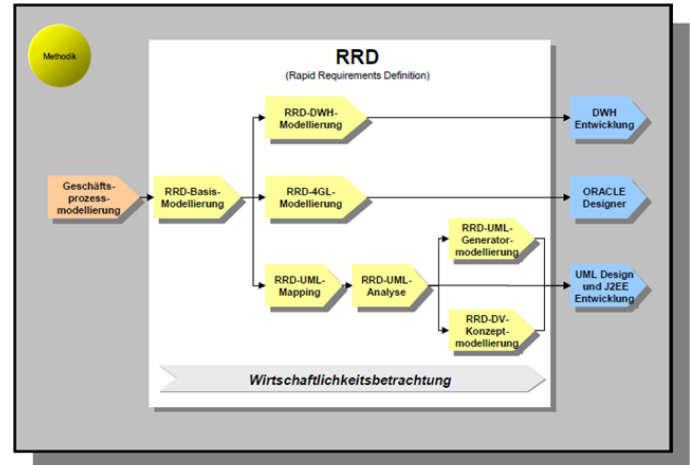 Methodik
RRD
(Rapid Requirements Definition)
RRD-DWH-
Modellierung
DWH
Entwicklung
Geschäfts-
prozess-
modellierung
RRD-Basis-
Modellierung
RRD-4GL-
Modellierung
ORACLE
Designer
RRD-UML-
Generator-
modellierung
RRD-UML-
Mapping
RRD-UML-
Analyse
UML Design
und J2EE
Entwicklung
RRD-DV-
Konzept-
modellierung
Wirtschaftlichkeitsbetrachtung